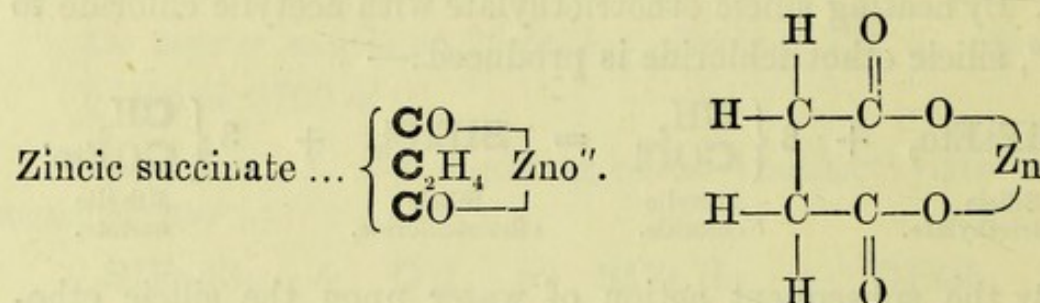 H O
CO— H—C—C—O—
Zincic succinate ... C₂H₄ Zno″. Zn
CO— H—C—C—O—
H O